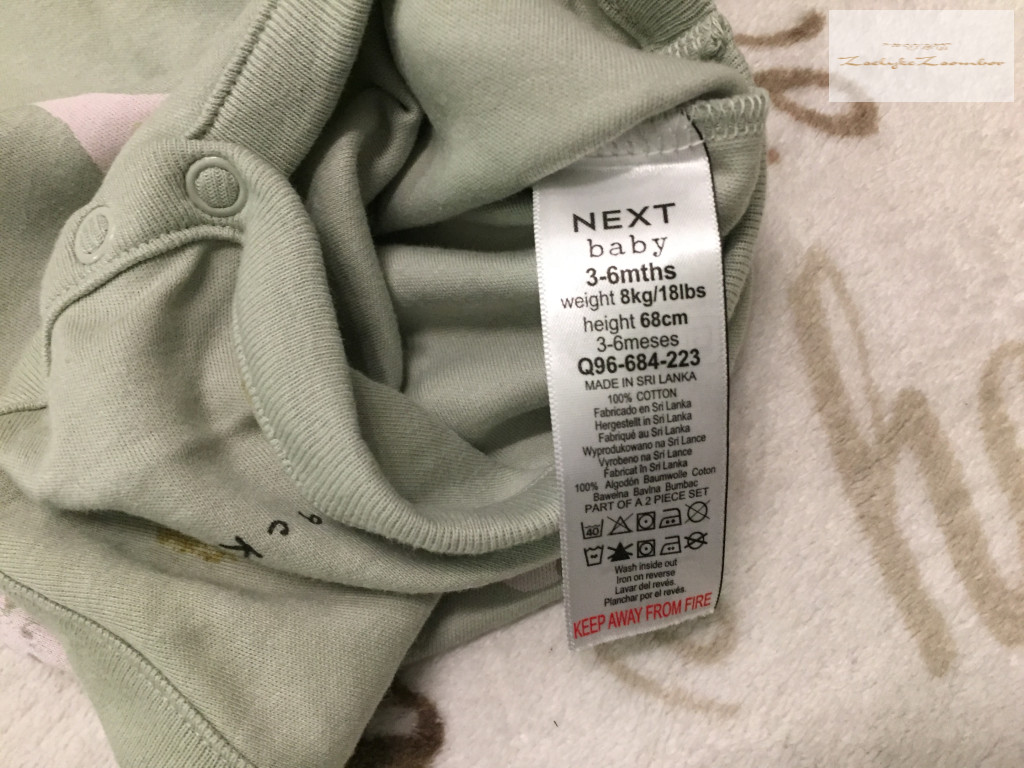 NEXT
baby
3-6mths
weight 8kg/18lbs
height 68cm
3-6meses
Q96-684-223
MADE IN SRI LANKA
100% COTTON
Fabricado en Sri Lanka
Hergestellt in Sri Lanka
Fabriqué au Sri Lanka
Wyprodukowano na Sri Lance
Vyrobeno na Sri Lance
Fabricat în Sri Lanka
100% Algodón Baumwolle Coton
Bawełna Bavlna Bumbac
PART OF A 2 PIECE SET
40
Wash inside out
Iron on reverse
Lavar del revés.
Planchar por el revés.
KEEP AWAY FROM FIRE